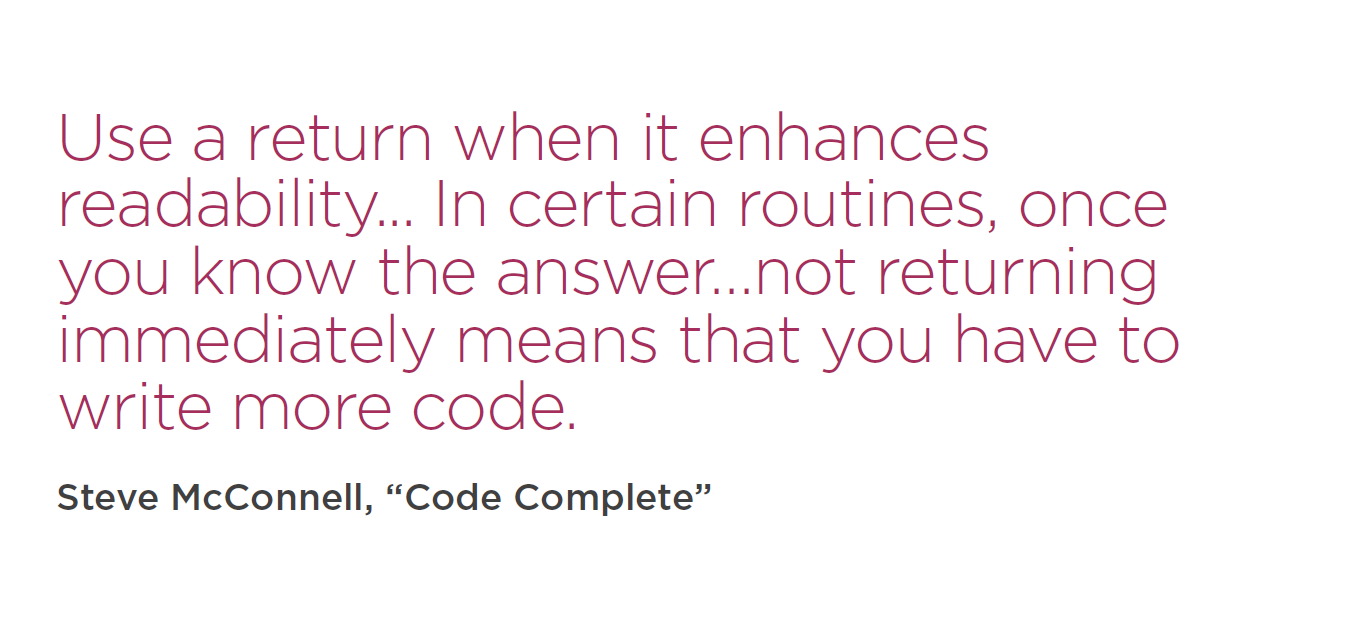 Use a return when it enhances
readability... In certain routines, once
you know the answer...not returning
immediately means that you have to
write more code.
Steve McConnell, “Code Complete”